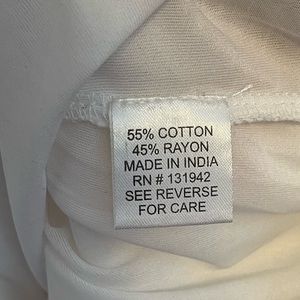 55% COTTON
45% RAYON
MADE IN INDIA
RN # 131942
SEE REVERSE
FOR CARE